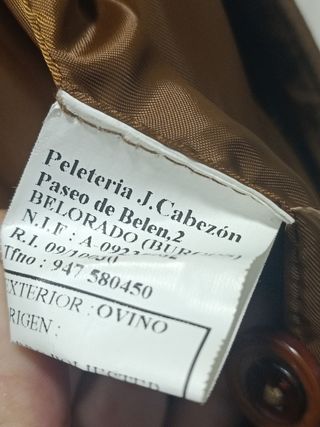 Peleteria J.Cabezón
Paseo de Belen,2
BELORADO
N.I.F : A
R.I.
Tfno : 947 580450
EXTERIOR : OVINO